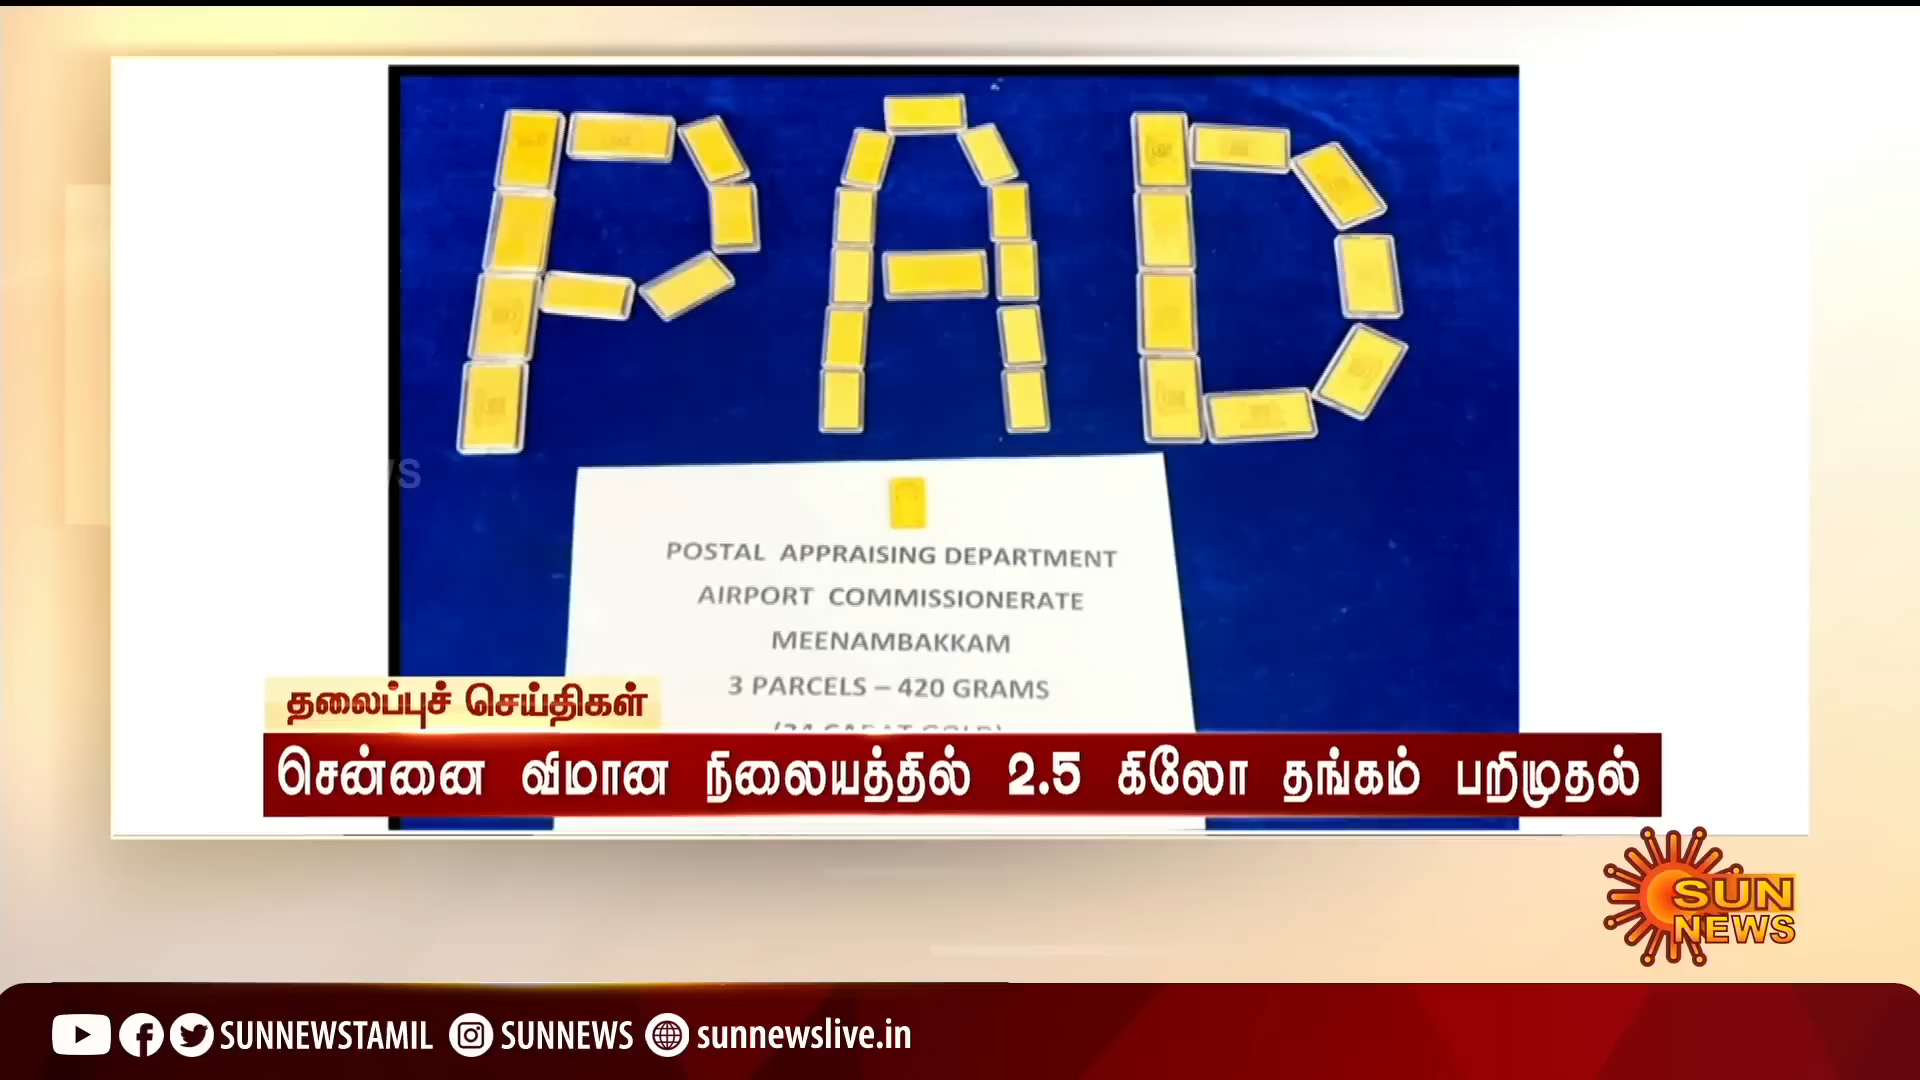 PAD
POSTAL APPRAISING DEPARTMENT
AIRPORT COMMISSIONERATE
MEENAMBAKKAM
3 PARCELS – 420 GRAMS
தலைப்புச் செய்திகள்
சென்னை விமான நிலையத்தில் 2.5 கிலோ தங்கம் பறிமுதல்
SUN
NEWS
SUNNEWSTAMIL SUNNEWS sunnewslive.in